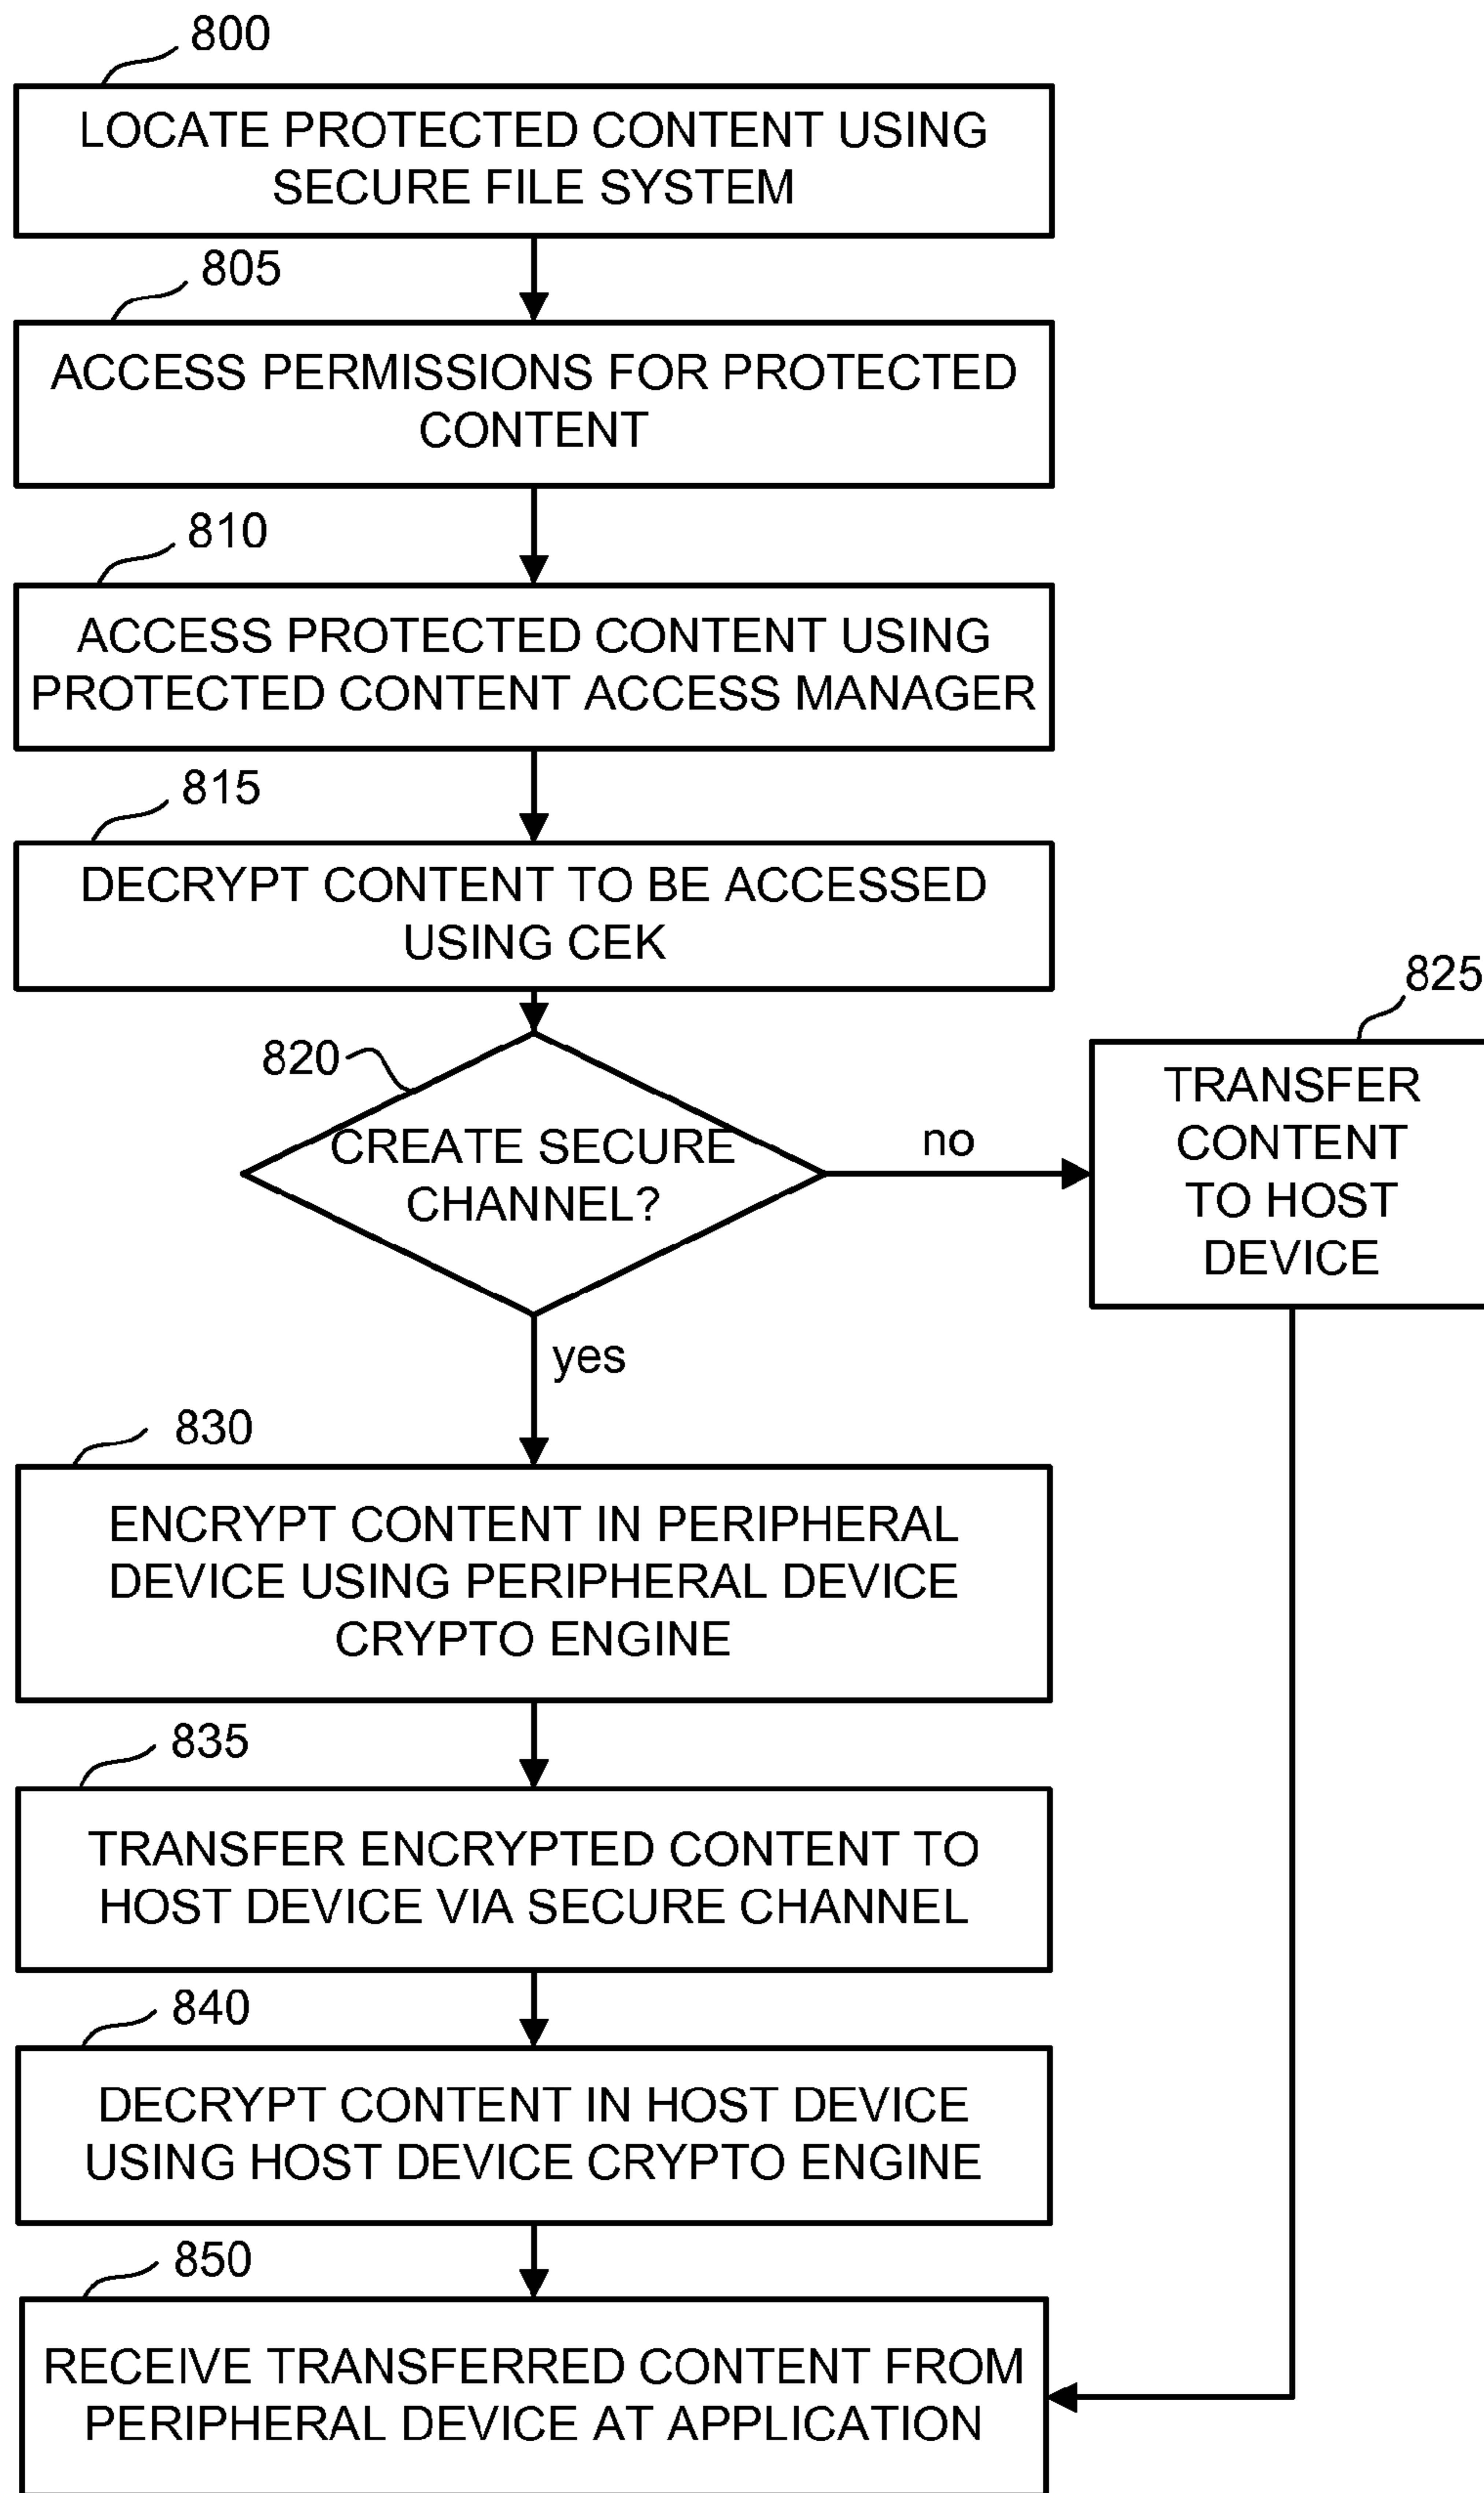 800
LOCATE PROTECTED CONTENT USING
SECURE FILE SYSTEM
805
ACCESS PERMISSIONS FOR PROTECTED
CONTENT
810
ACCESS PROTECTED CONTENT USING
PROTECTED CONTENT ACCESS MANAGER
815
DECRYPT CONTENT TO BE ACCESSED
USING CEK
820
CREATE SECURE
CHANNEL?
no
825
TRANSFER
CONTENT
TO HOST
DEVICE
yes
830
ENCRYPT CONTENT IN PERIPHERAL
DEVICE USING PERIPHERAL DEVICE
CRYPTO ENGINE
835
TRANSFER ENCRYPTED CONTENT TO
HOST DEVICE VIA SECURE CHANNEL
840
DECRYPT CONTENT IN HOST DEVICE
USING HOST DEVICE CRYPTO ENGINE
850
RECEIVE TRANSFERRED CONTENT FROM
PERIPHERAL DEVICE AT APPLICATION